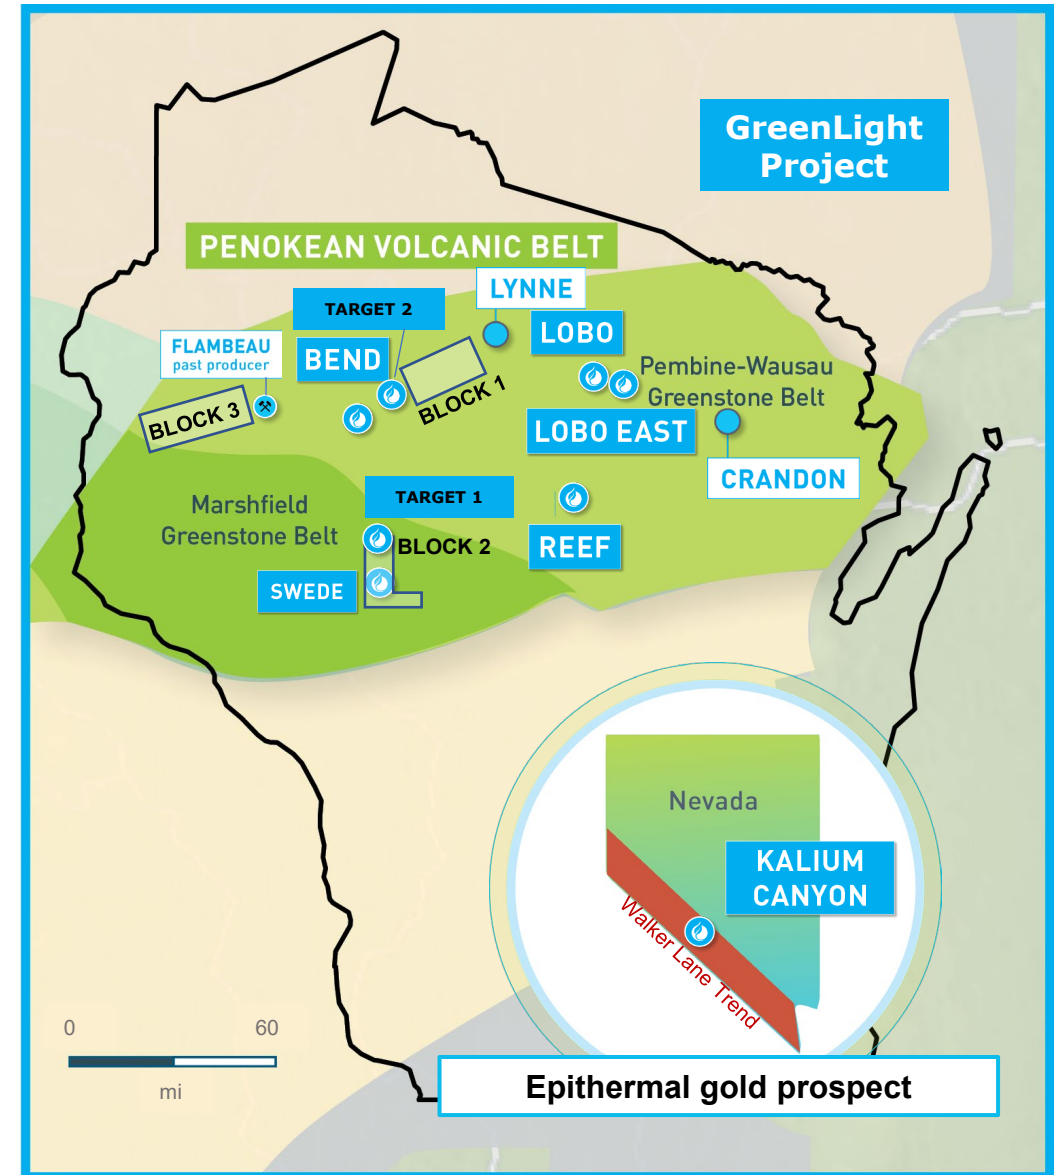 GreenLight
Project
PENOKEAN VOLCANIC BELT
LYNNE
TARGET 2
LOBO
FLAMBEAU
past producer
BEND
Pembine-Wausau
Greenstone Belt
BLOCK 1
BLOCK 3
LOBO EAST
CRANDON
TARGET 1
Marshfield
Greenstone Belt
BLOCK 2
REEF
SWEDE
Nevada
KALIUM
CANYON
Walker Lane Trend
0 60
mi
Epithermal gold prospect